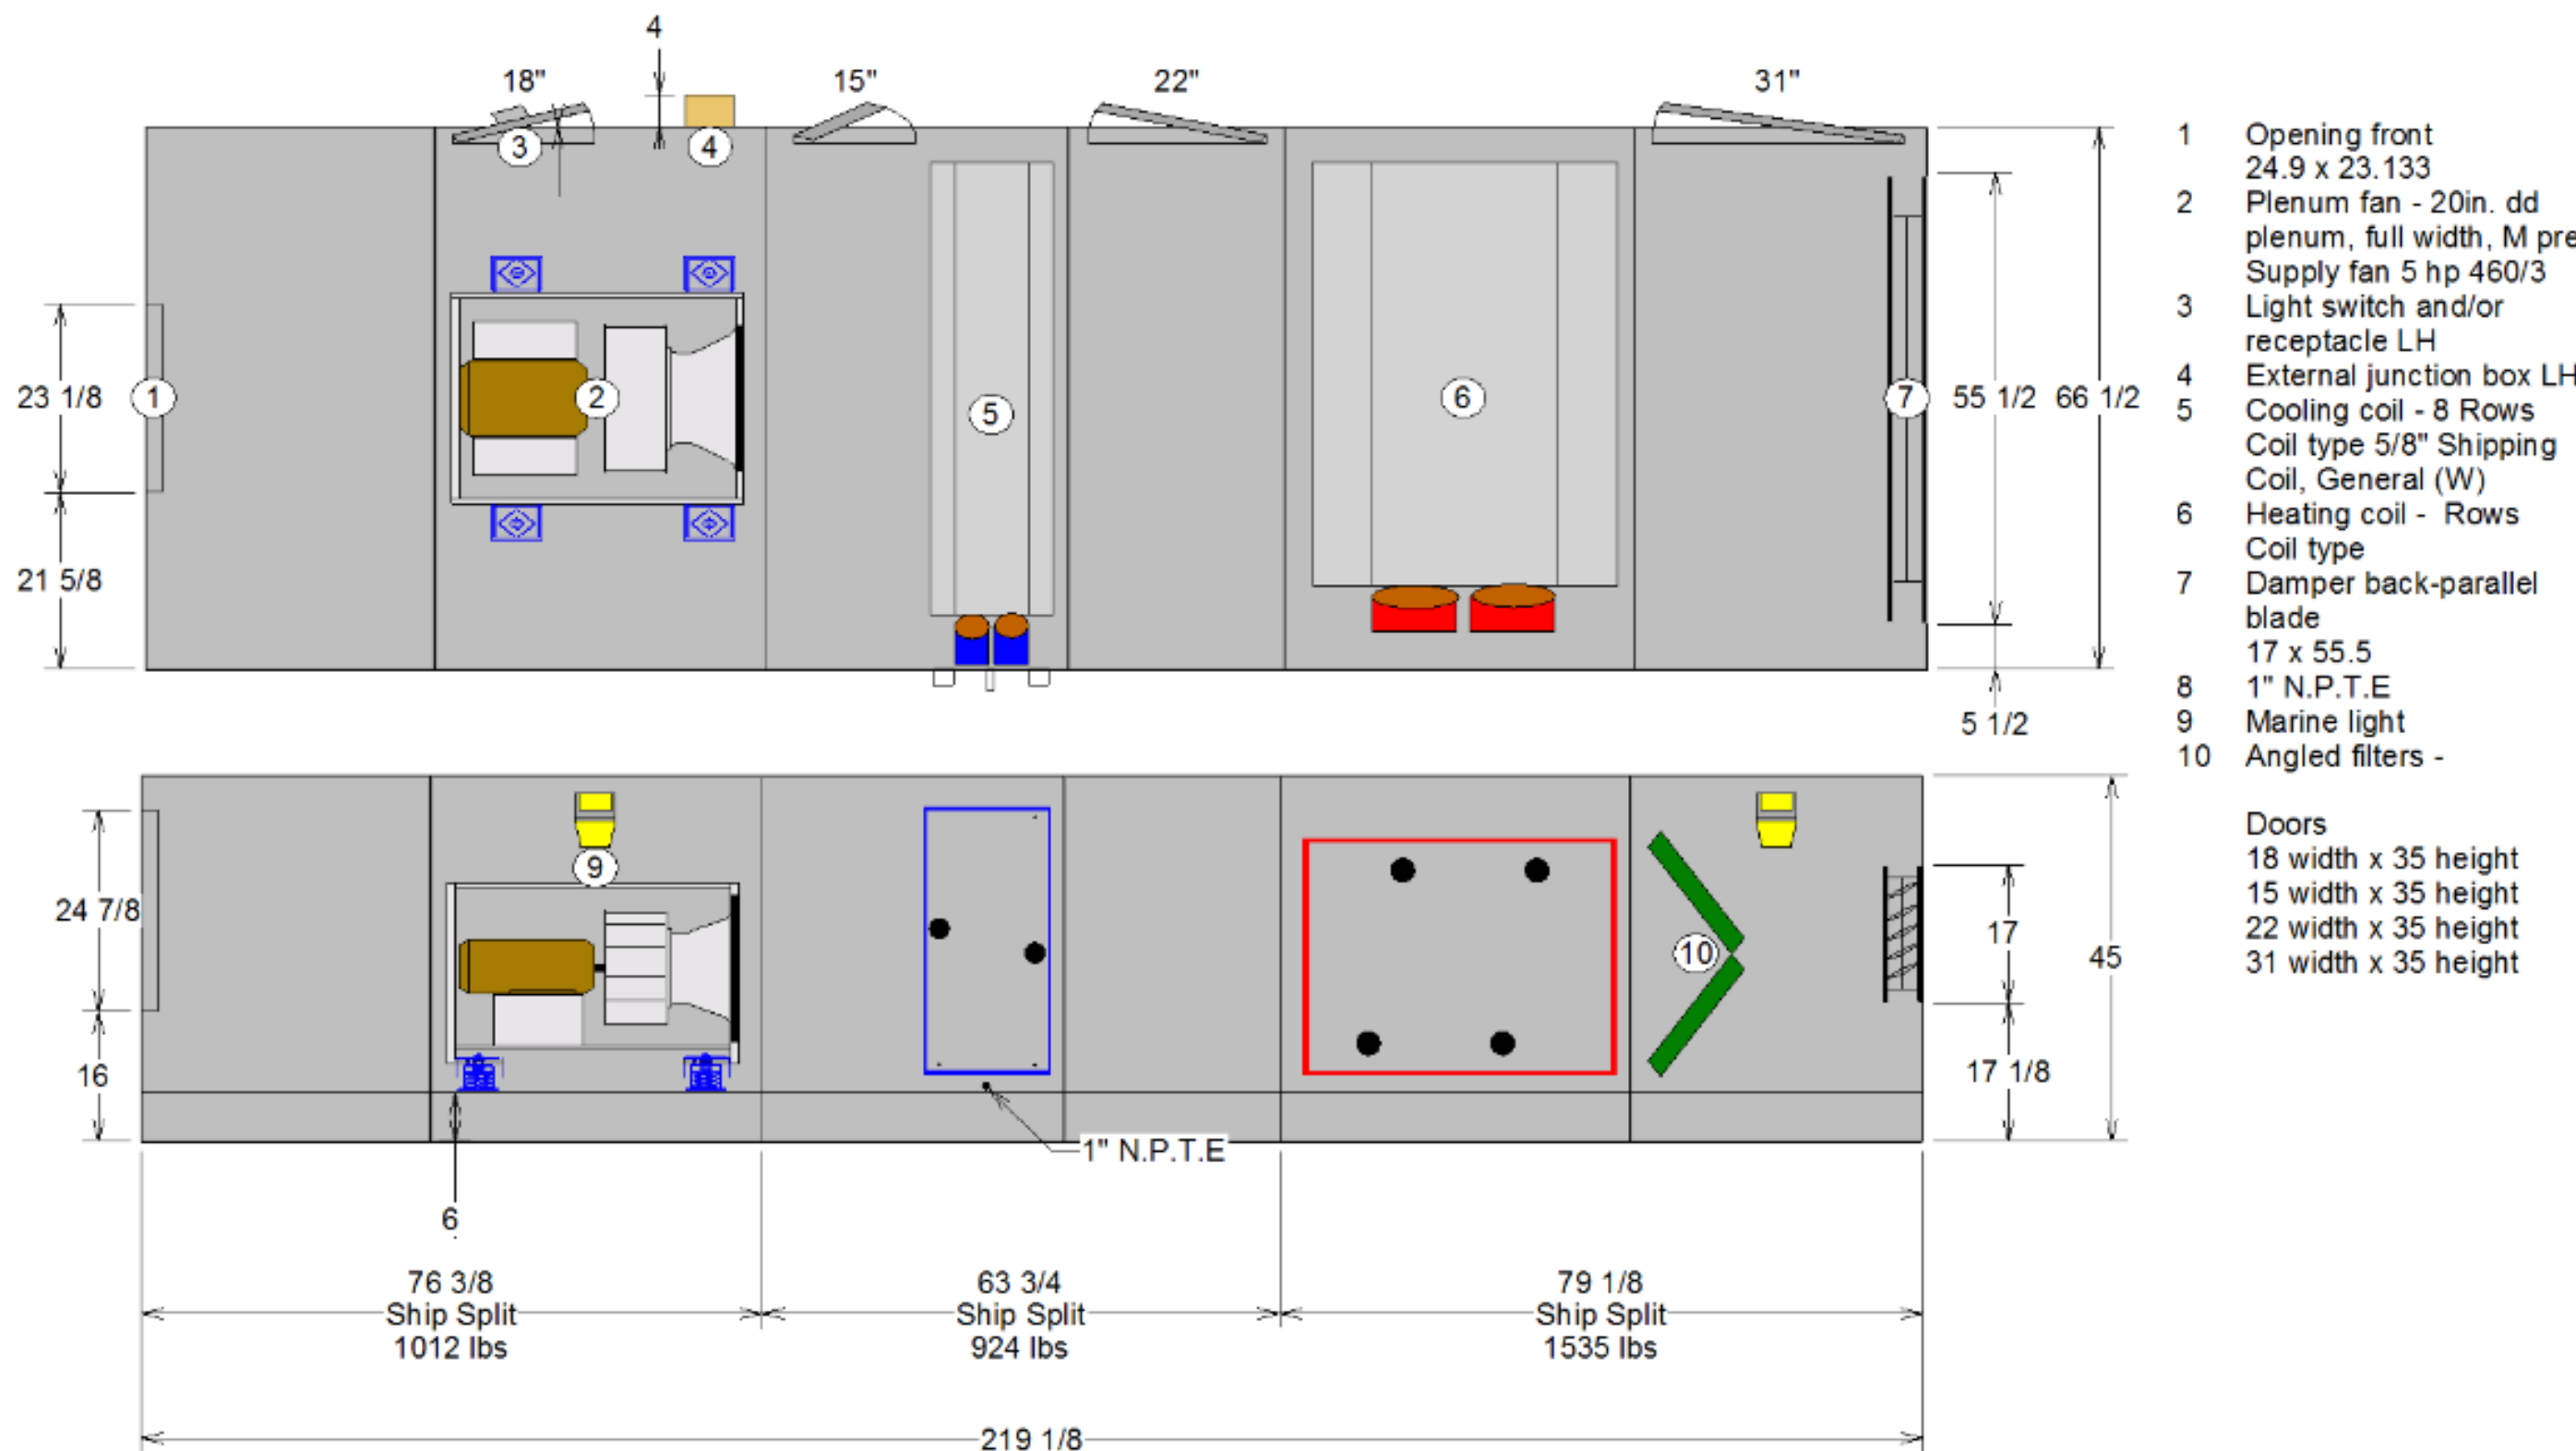 4
18"
15"
22"
31"
3
4
23 1/8
1
2
5
6
7
55 1/2
66 1/2
21 5/8
5 1/2
1 Opening front
24.9 x 23.133
2 Plenum fan - 20in. dd
plenum, full width, M pre
Supply fan 5 hp 460/3
3 Light switch and/or
receptacle LH
4 External junction box LH
5 Cooling coil - 8 Rows
Coil type 5/8" Shipping
Coil, General (W)
6 Heating coil - Rows
Coil type
7 Damper back-parallel
blade
17 x 55.5
8 1" N.P.T.E
9 Marine light
10 Angled filters -
Doors
18 width x 35 height
15 width x 35 height
22 width x 35 height
31 width x 35 height
9
24 7/8
10
17
45
16
17 1/8
1" N.P.T.E
6
76 3/8
Ship Split
1012 lbs
63 3/4
Ship Split
924 lbs
79 1/8
Ship Split
1535 lbs
219 1/8